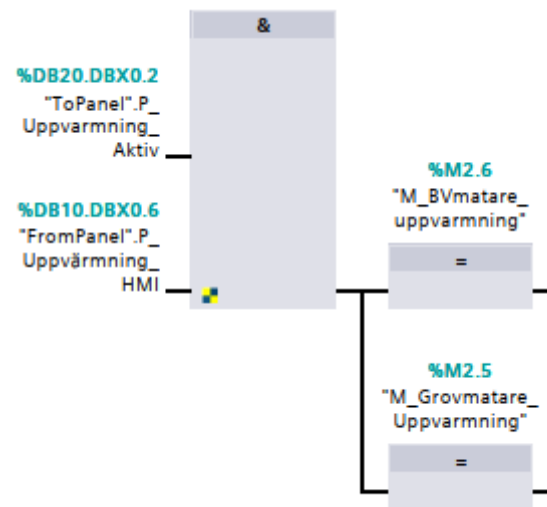 &
%DB20.DBX0.2
"ToPanel".P_
Uppvarmning_
Aktiv
%DB10.DBX0.6
"FromPanel".P_
Uppvärmning_
HMI
%M2.6
"M_BVmatare_
uppvarmning"
=
%M2.5
"M_Grovmatare_
Uppvarmning"
=